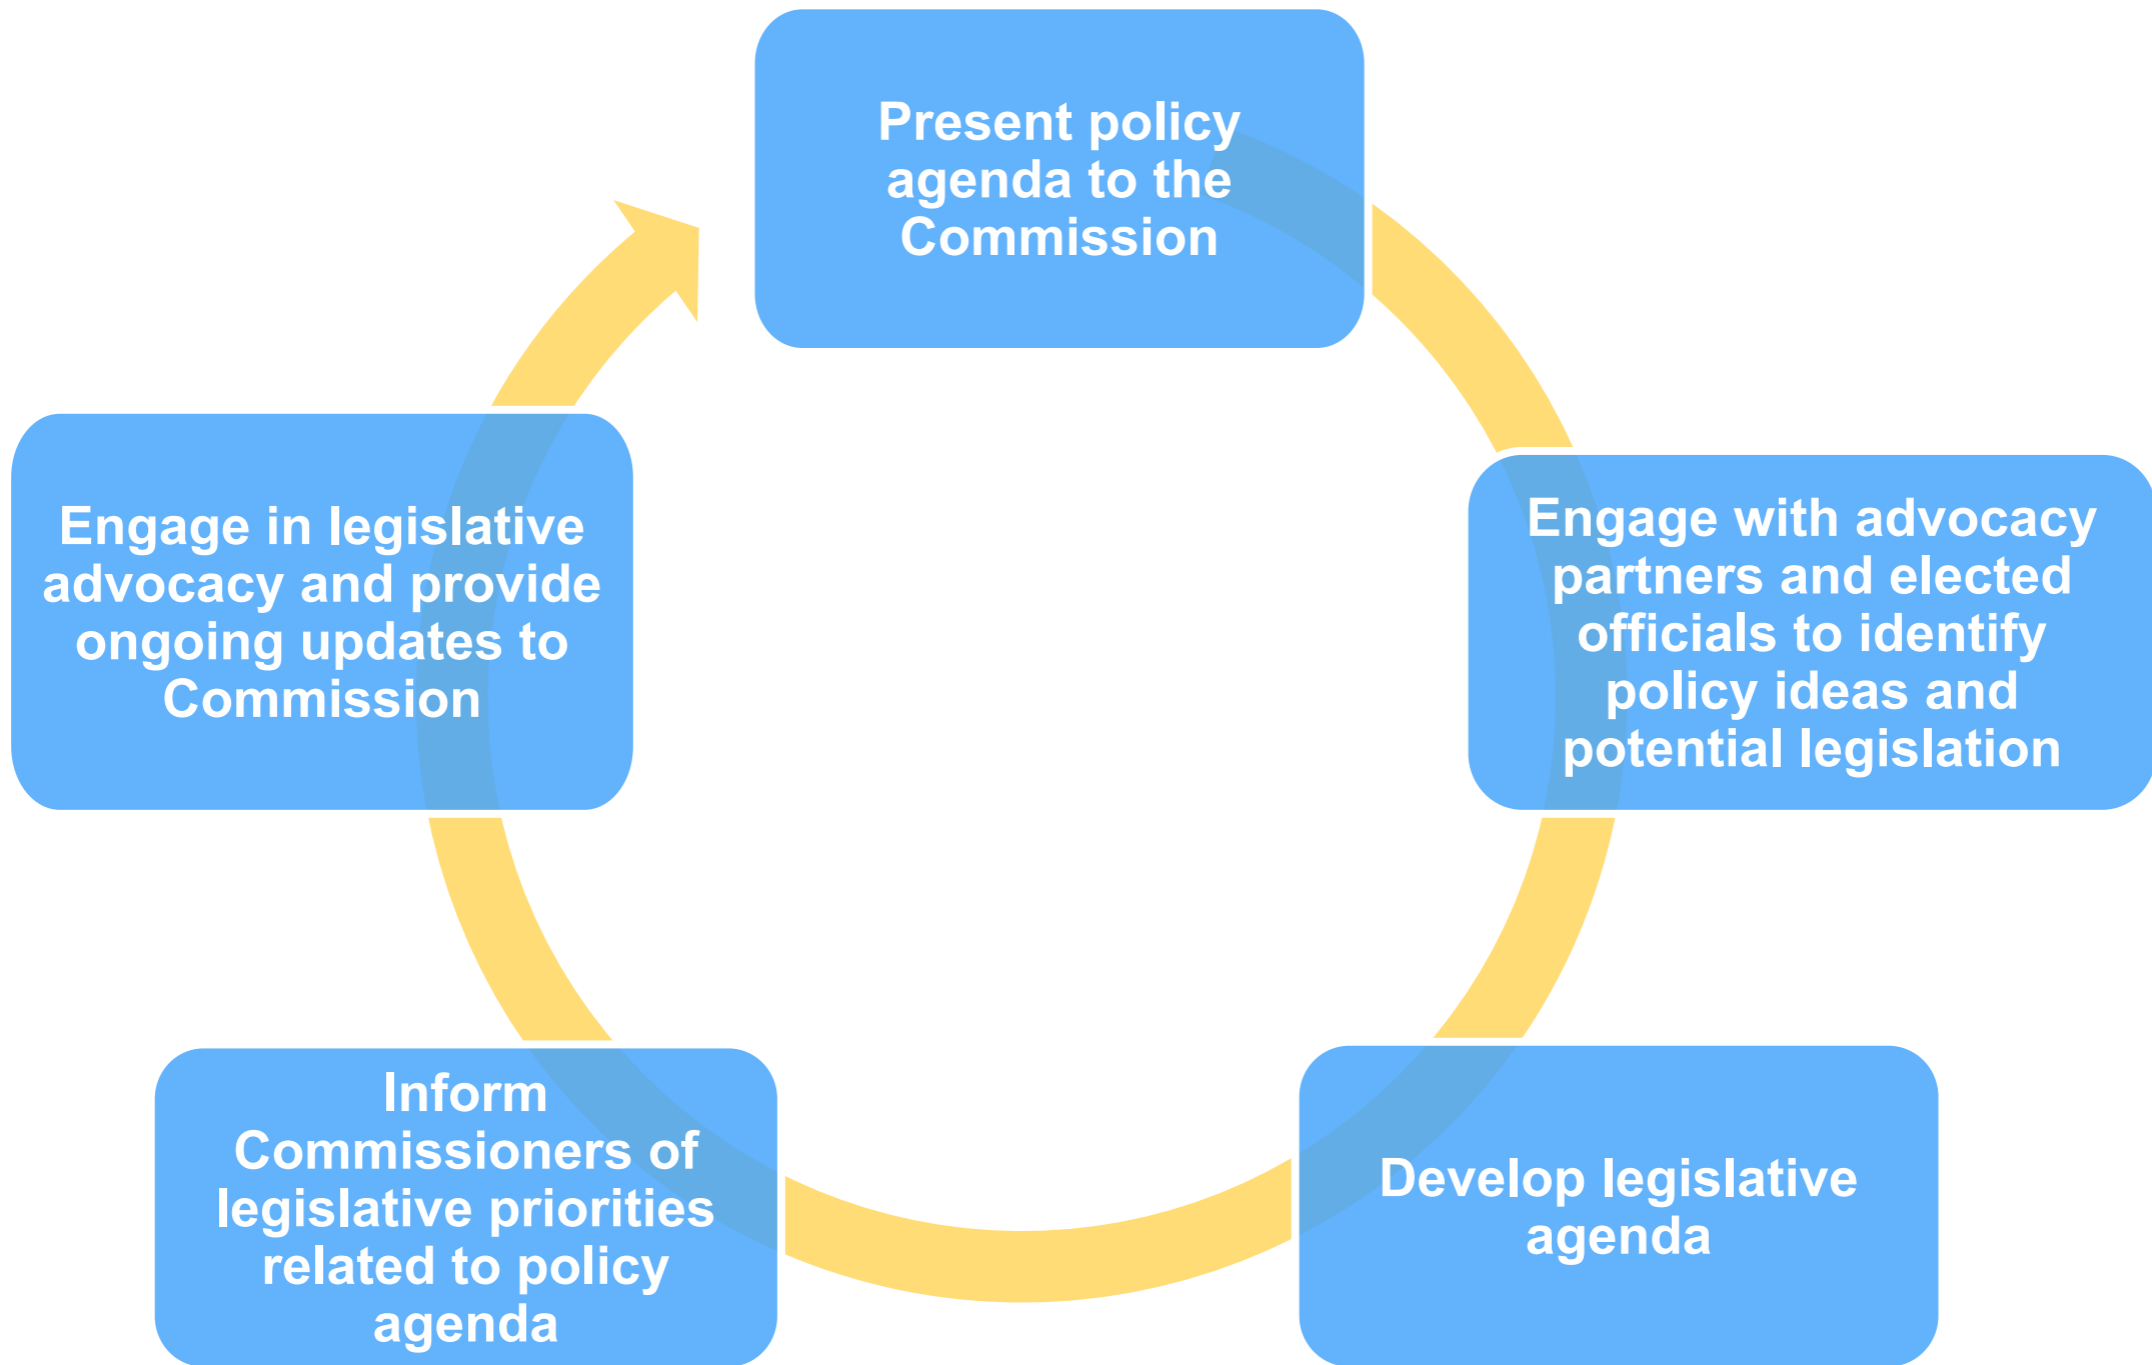 Present policy
agenda to the
Commission
Engage with advocacy
partners and elected
officials to identify
policy ideas and
potential legislation
Develop legislative
agenda
Inform
Commissioners of
legislative priorities
related to policy
agenda
Engage in legislative
advocacy and provide
ongoing updates to
Commission